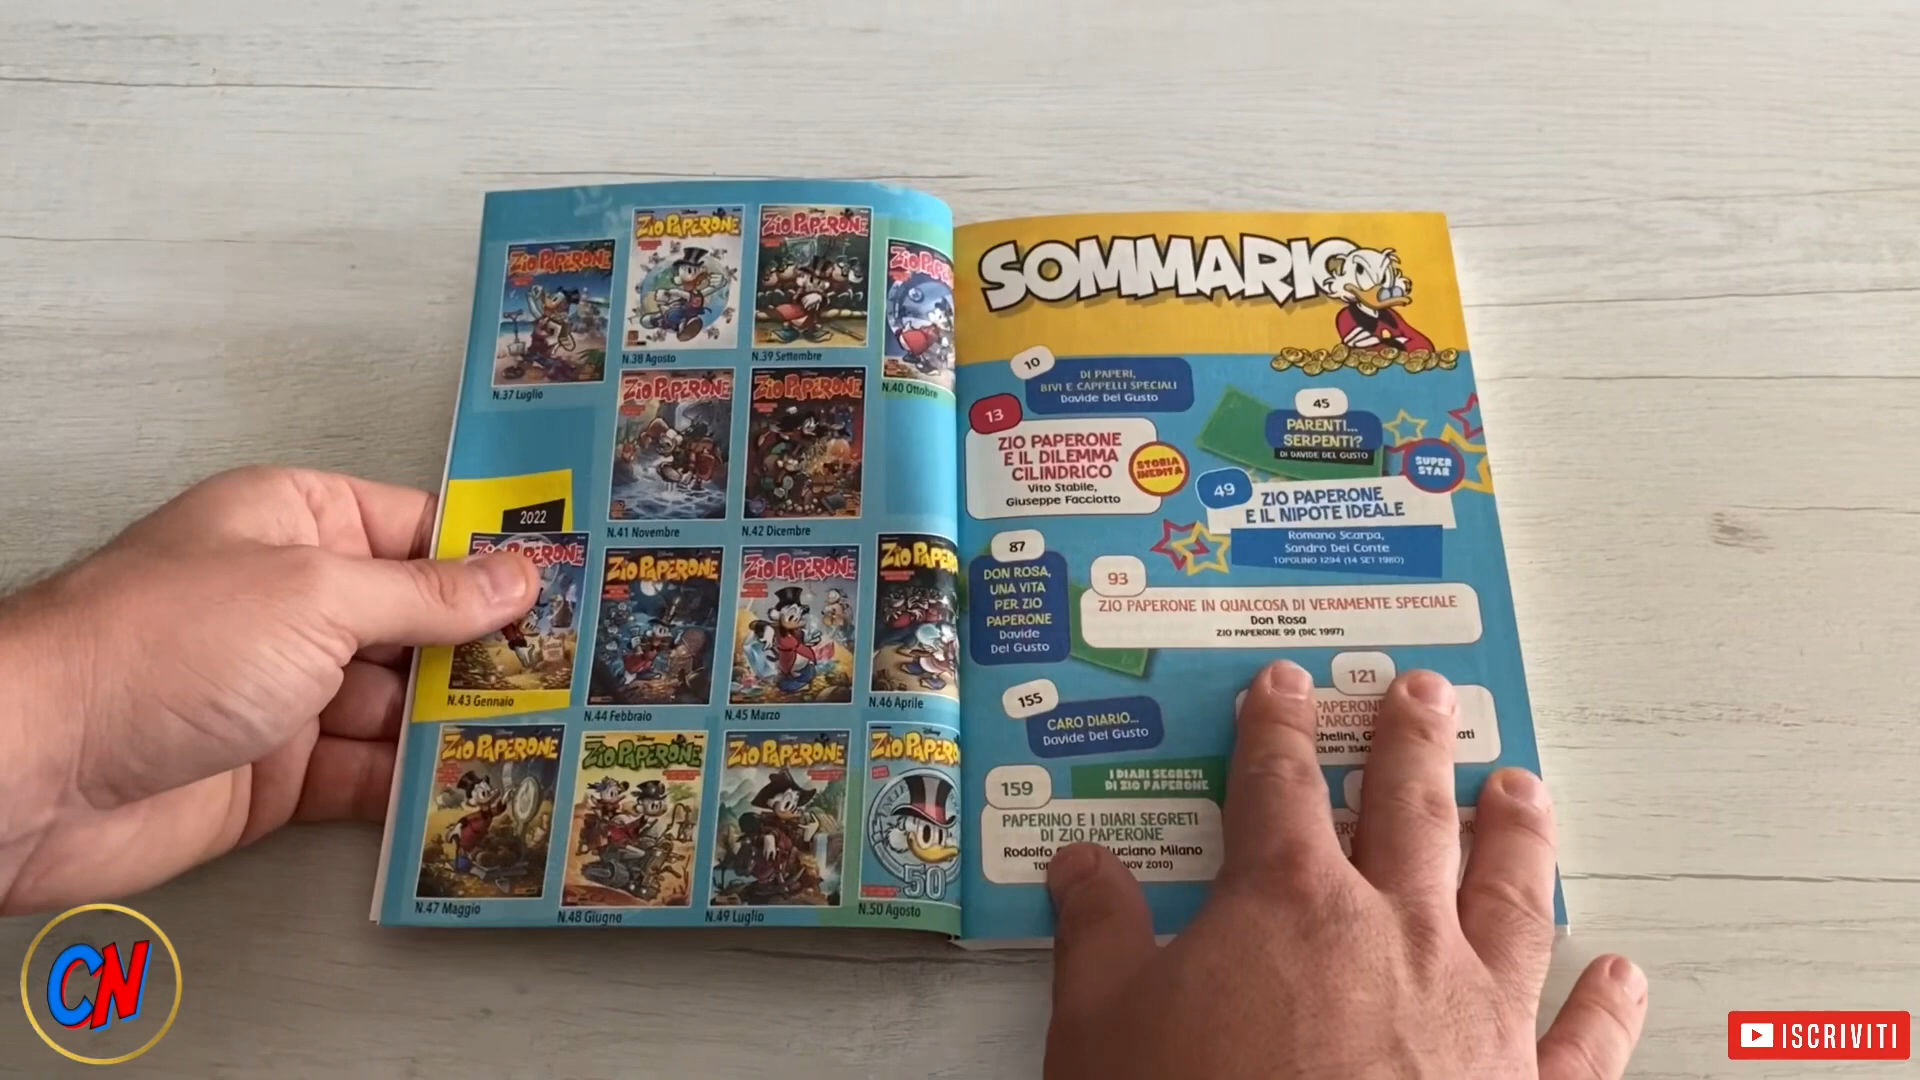 ZIO PAPERONE
ZIO PAPERONE
ZIO PAPERONE
N.37 Luglio
N.38 Agosto
N.39 Settembre
N.40 Ottobre
ZIO PAPERONE
ZIO PAPERONE
N.41 Novembre
N.42 Dicembre
2022
ZIO PAPERONE
ZIO PAPERONE
N.43 Gennaio
N.44 Febbraio
N.45 Marzo
N.46 Aprile
ZIO PAPERONE
ZIO PAPERONE
ZIO PAPERONE
50
N.47 Maggio
N.48 Giugno
N.49 Luglio
N.50 Agosto
SOMMARIO
10
DI PAPERI,
BIVI E CAPPELLI SPECIALI
Davide Del Gusto
13
ZIO PAPERONE
E IL DILEMMA
CILINDRICO
Vito Stabile,
Giuseppe Facciotto
STORIA
INEDITA
45
PARENTI...
SERPENTI?
DI DAVIDE DEL GUSTO
SUPER
STAR
49
ZIO PAPERONE
E IL NIPOTE IDEALE
Romano Scarpa,
Sandro Del Conte
TOPOLINO 1294 (14 SET 1980)
87
DON ROSA,
UNA VITA
PER ZIO
PAPERONE
Davide
Del Gusto
93
ZIO PAPERONE IN QUALCOSA DI VERAMENTE SPECIALE
Don Rosa
ZIO PAPERONE 99 (DIC 1997)
121
155
CARO DIARIO...
Davide Del Gusto
159
I DIARI SEGRETI
DI ZIO PAPERONE
PAPERINO E I DIARI SEGRETI
DI ZIO PAPERONE
Rodolfo Luciano Milano
NOV 2010)
CN
ISCRIVITI